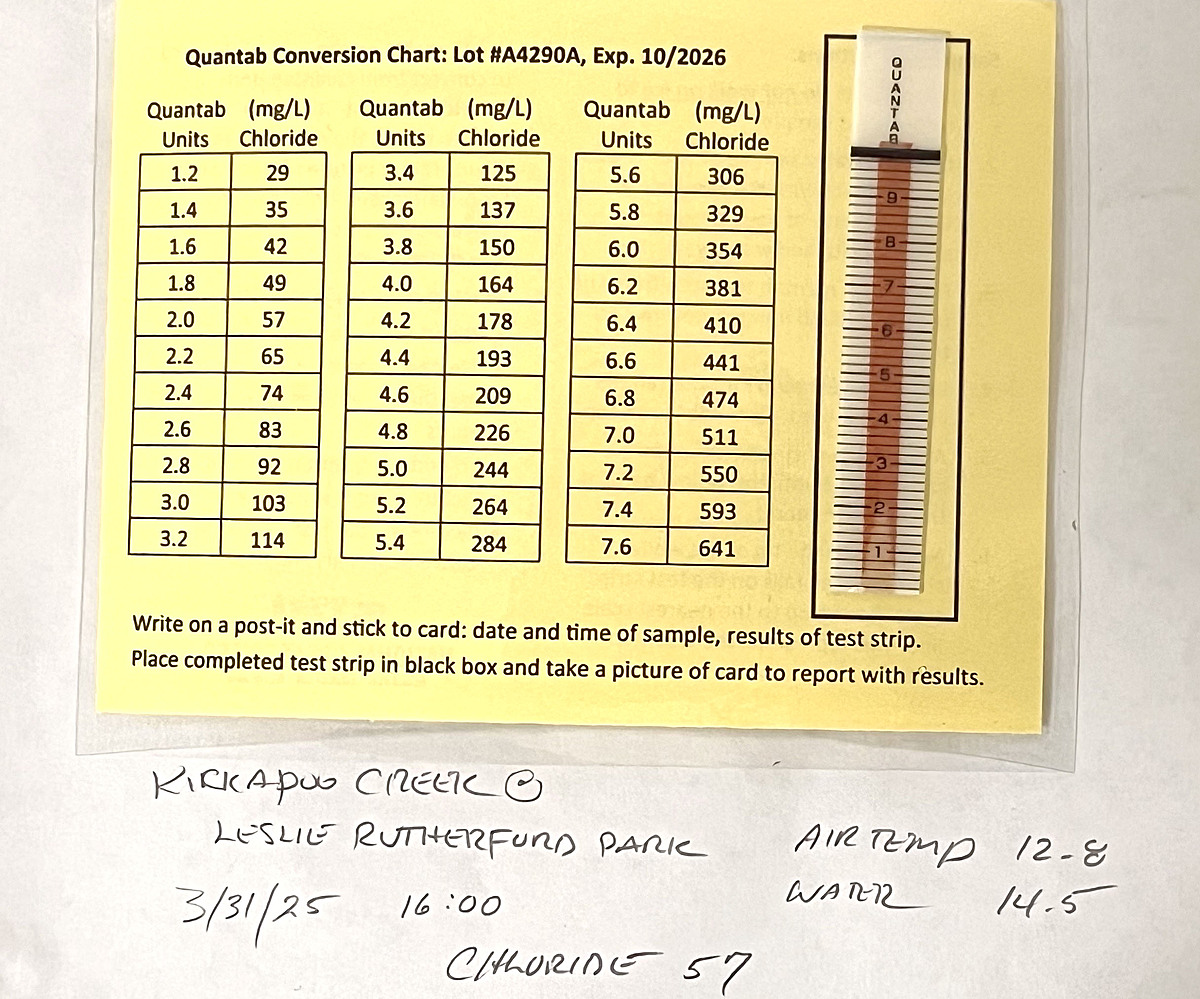 Quantab Conversion Chart: Lot #A4290A, Exp. 10/2026
Quantab Units (mg/L) Chloride Quantab Units (mg/L) Chloride Quantab Units (mg/L) Chloride
1.2 29 3.4 125 5.6 306
1.4 35 3.6 137 5.8 329
1.6 42 3.8 150 6.0 354
1.8 49 4.0 164 6.2 381
2.0 57 4.2 178 6.4 410
2.2 65 4.4 193 6.6 441
2.4 74 4.6 209 6.8 474
2.6 83 4.8 226 7.0 511
2.8 92 5.0 244 7.2 550
3.0 103 5.2 264 7.4 593
3.2 114 5.4 284 7.6 641
QUANTAB
9
8
7
6
5
4
3
2
1
Write on a post-it and stick to card: date and time of sample, results of test strip.
Place completed test strip in black box and take a picture of card to report with results.
KICKAPOO CREEK @
LESLIE RUTHERFORD PARK AIR TEMP 12.8
3/31/25 16:00 WATER 14.5
CHLORIDE 57